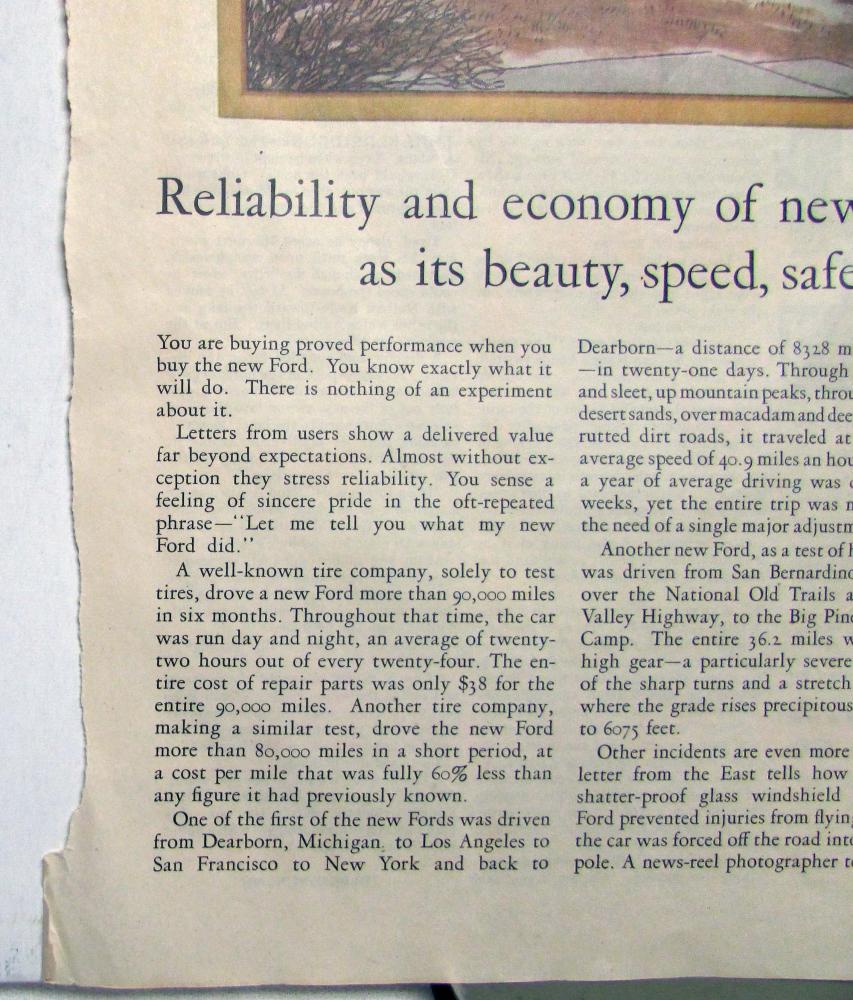 Reliability and economy of new
as its beauty, speed, safe
You are buying proved performance when you
buy the new Ford. You know exactly what it
will do. There is nothing of an experiment
about it.
Letters from users show a delivered value
far beyond expectations. Almost without ex-
ception they stress reliability. You sense a
feeling of sincere pride in the oft-repeated
phrase—"Let me tell you what my new
Ford did."
A well-known tire company, solely to test
tires, drove a new Ford more than 90,000 miles
in six months. Throughout that time, the car
was run day and night, an average of twenty-
two hours out of every twenty-four. The en-
tire cost of repair parts was only $38 for the
entire 90,000 miles. Another tire company,
making a similar test, drove the new Ford
more than 80,000 miles in a short period, at
a cost per mile that was fully 60% less than
any figure it had previously known.
One of the first of the new Fords was driven
from Dearborn, Michigan, to Los Angeles to
San Francisco to New York and back to
Dearborn—a distance of 8328 m
—in twenty-one days. Through
and sleet, up mountain peaks, throu
desert sands, over macadam and dee
rutted dirt roads, it traveled at
average speed of 40.9 miles an hou
a year of average driving was
weeks, yet the entire trip was
the need of a single major adjustm
Another new Ford, as a test of
was driven from San Bernardino
over the National Old Trails a
Valley Highway, to the Big Pine
Camp. The entire 36.2 miles w
high gear—a particularly severe
of the sharp turns and a stretch
where the grade rises precipitous
to 6075 feet.
Other incidents are even more
letter from the East tells how
shatter-proof glass windshield
Ford prevented injuries from flying
the car was forced off the road into
pole. A news-reel photographer t